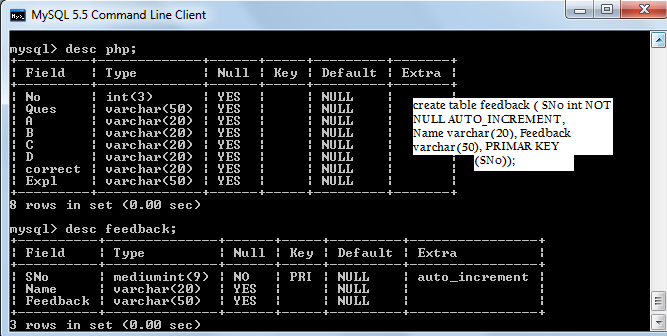 MySQL 5.5 Command Line Client
mysql> desc php;
+---------+-------------+------+-----+---------+-------+
| Field | Type | Null | Key | Default | Extra |
+---------+-------------+------+-----+---------+-------+
| No | int(3) | YES | | NULL | |
| Ques | varchar(50) | YES | | NULL | |
| A | varchar(20) | YES | | NULL | |
| B | varchar(20) | YES | | NULL | |
| C | varchar(20) | YES | | NULL | |
| D | varchar(20) | YES | | NULL | |
| correct | varchar(20) | YES | | NULL | |
| Expl | varchar(50) | YES | | NULL | |
+---------+-------------+------+-----+---------+-------+
8 rows in set (0.00 sec)
create table feedback ( SNo int NOT
NULL AUTO_INCREMENT,
Name varchar(20), Feedback
varchar(50), PRIMAR KEY
(SNo));
mysql> desc feedback;
+----------+--------------+------+-----+---------+----------------+
| Field | Type | Null | Key | Default | Extra |
+----------+--------------+------+-----+---------+----------------+
| SNo | mediumint(9) | NO | PRI | NULL | auto_increment |
| Name | varchar(20) | YES | | NULL | |
| Feedback | varchar(50) | YES | | NULL | |
+----------+--------------+------+-----+---------+----------------+
3 rows in set (0.00 sec)